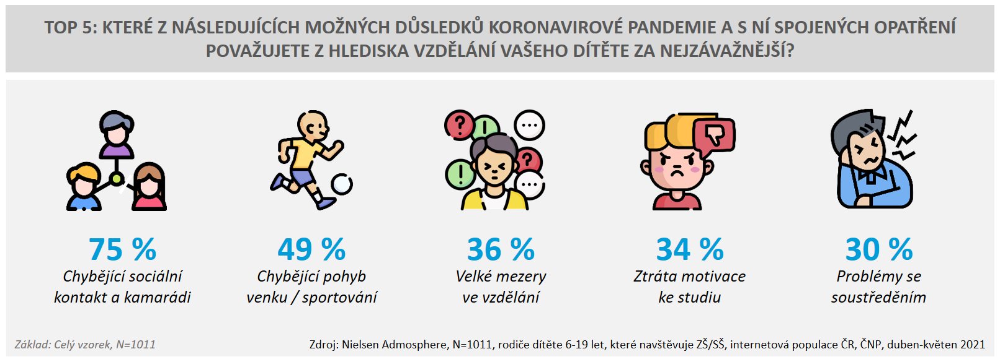 TOP 5: KTERÉ Z NÁSLEDUJÍCÍCH MOŽNÝCH DŮSLEDKŮ KORONAVIROVÉ PANDEMIE A S NÍ SPOJENÝCH OPATŘENÍ
POVAŽUJETE Z HLEDISKA VZDĚLÁNÍ VAŠEHO DÍTĚTE ZA NEJZÁVAŽNĚJŠÍ?
75 %
Chybějící sociální
kontakt a kamarádi
49 %
Chybějící pohyb
venku / sportování
36 %
Velké mezery
ve vzdělání
34 %
Ztráta motivace
ke studiu
30 %
Problémy se
soustředěním
Základ: Celý vzorek, N=1011
Zdroj: Nielsen Admosphere, N=1011, rodiče dítěte 6-19 let, které navštěvuje ZŠ/SŠ, internetová populace ČR, ČNP, duben-květen 2021